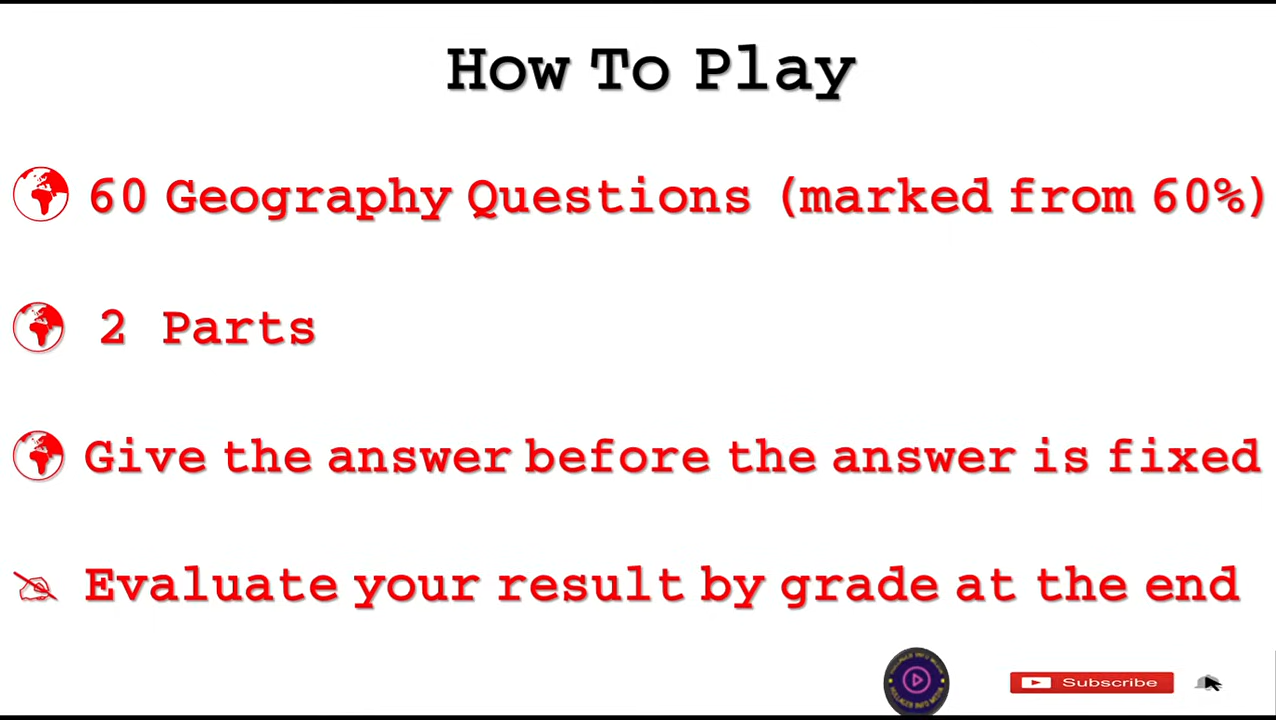 How To Play
60 Geography Questions (marked from 60%)
2 Parts
Give the answer before the answer is fixed
Evaluate your result by grade at the end
Subscribe